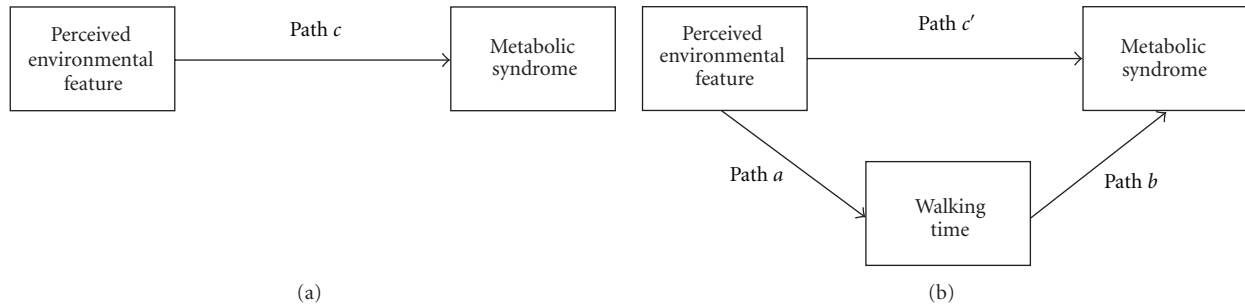 Perceived
environmental
feature
Path c
Metabolic
syndrome
(a)
Perceived
environmental
feature
Path c′
Metabolic
syndrome
Path a
Path b
Walking
time
(b)